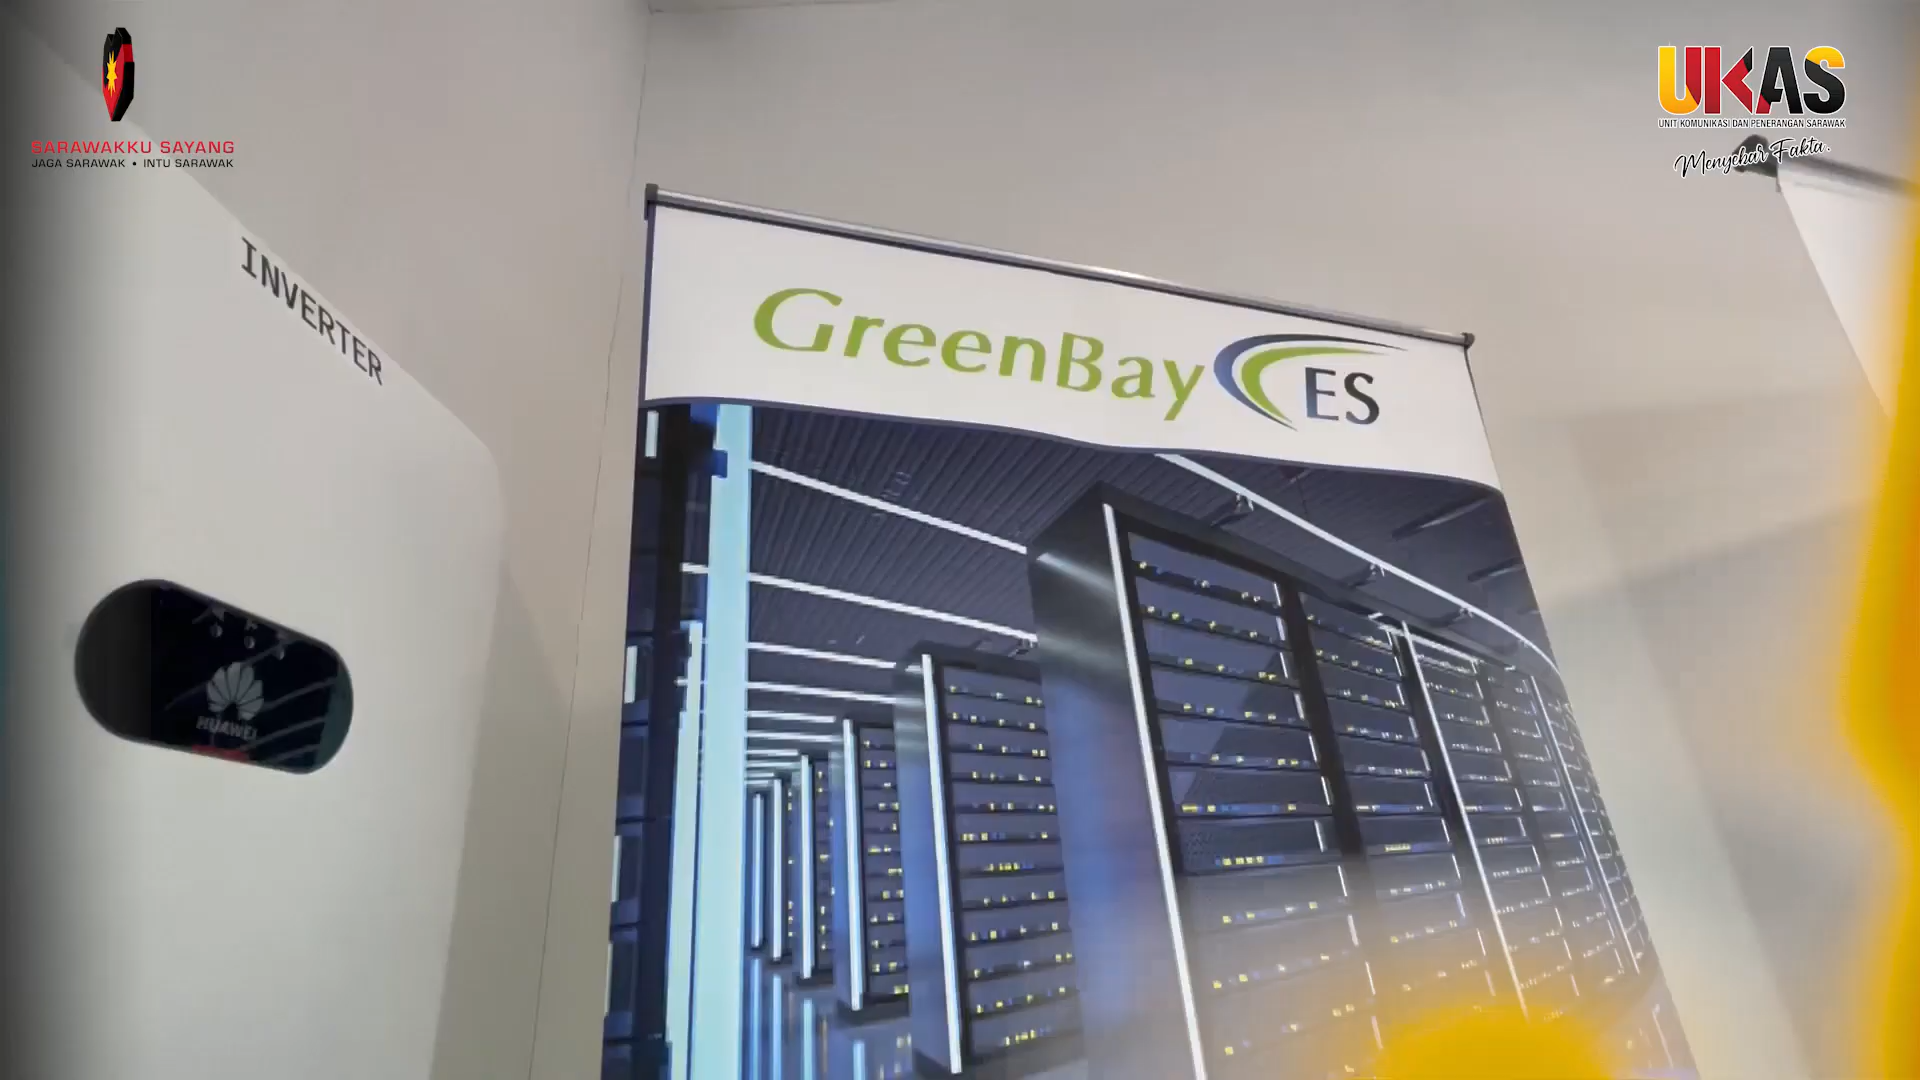 SARAWAKKU SAYANG
JAGA SARAWAK • INTU SARAWAK
UKAS
UNIT KOMUNIKASI DAN PENERANGAN SARAWAK
Menyebar Fakta.
INVERTER
HUAWEI
GreenBay ES